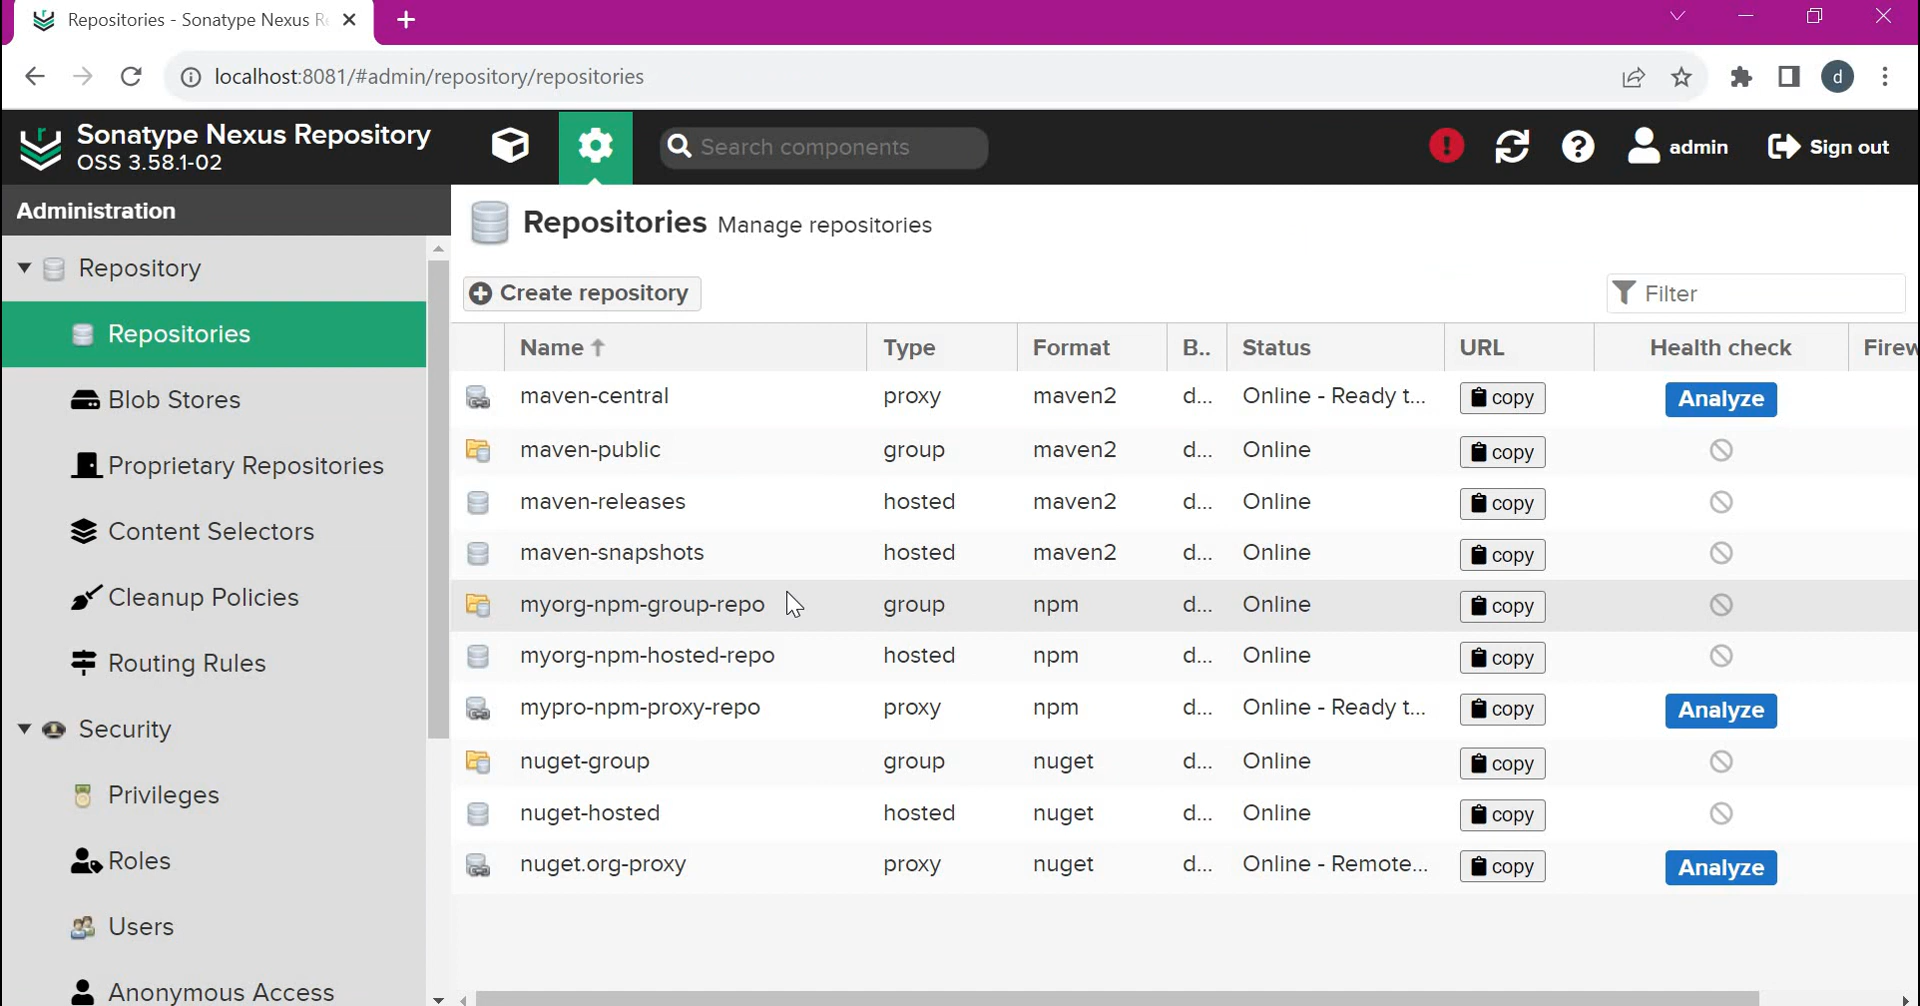 Repositories - Sonatype Nexus R
localhost:8081/#admin/repository/repositories
d
Sonatype Nexus Repository
OSS 3.58.1-02
Search components
admin
Sign out
Administration
Repository
Repositories
Blob Stores
Proprietary Repositories
Content Selectors
Cleanup Policies
Routing Rules
Security
Privileges
Roles
Users
Anonymous Access
Repositories Manage repositories
Create repository
Filter
Name Type Format B.. Status URL Health check Firew
maven-central proxy maven2 d... Online - Ready t... copy Analyze
maven-public group maven2 d... Online copy
maven-releases hosted maven2 d... Online copy
maven-snapshots hosted maven2 d... Online copy
myorg-npm-group-repo group npm d... Online copy
myorg-npm-hosted-repo hosted npm d... Online copy
mypro-npm-proxy-repo proxy npm d... Online - Ready t... copy Analyze
nuget-group group nuget d... Online copy
nuget-hosted hosted nuget d... Online copy
nuget.org-proxy proxy nuget d... Online - Remote... copy Analyze